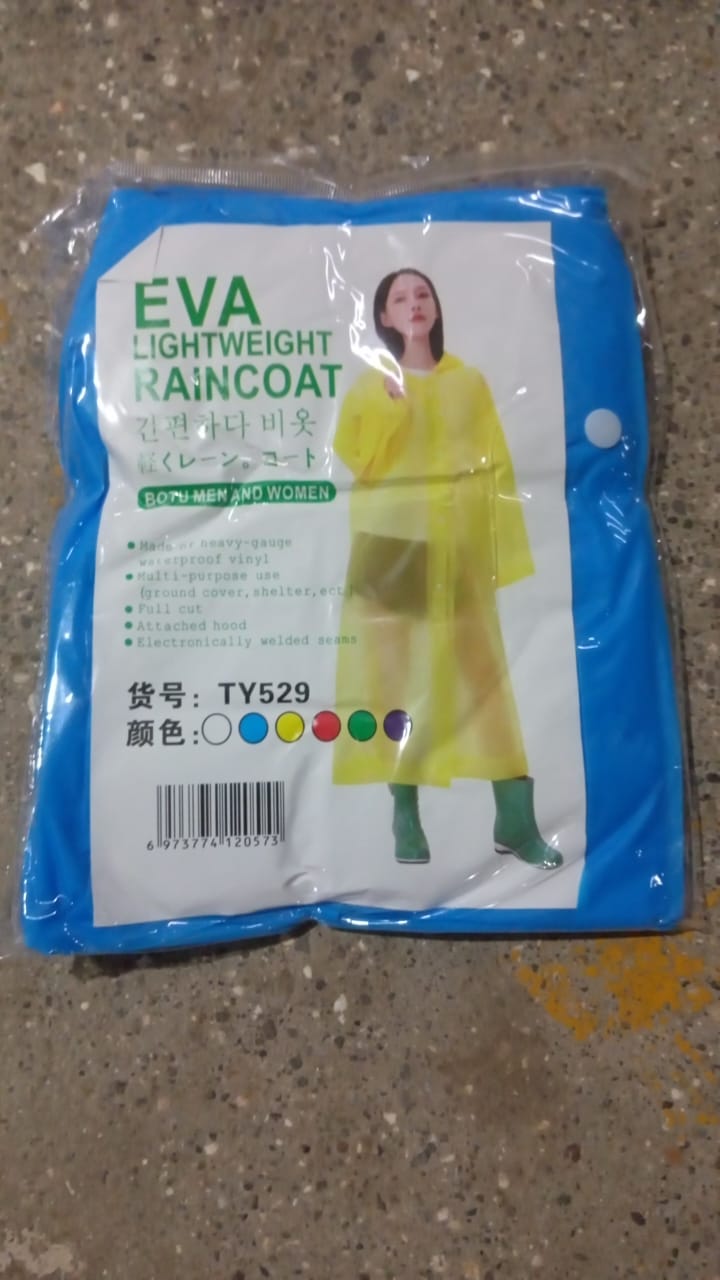 EVA
LIGHTWEIGHT
RAINCOAT
간편하다 비옷
軽くレーン。コート
BOTU MEN AND WOMEN
Made or heavy-gauge
waterproof vinyl
Multi-purpose use
(ground cover,shelter,ect)
Full cut
Attached hood
Electronically welded seams
货号：TY529
颜色：
6 973774 120573